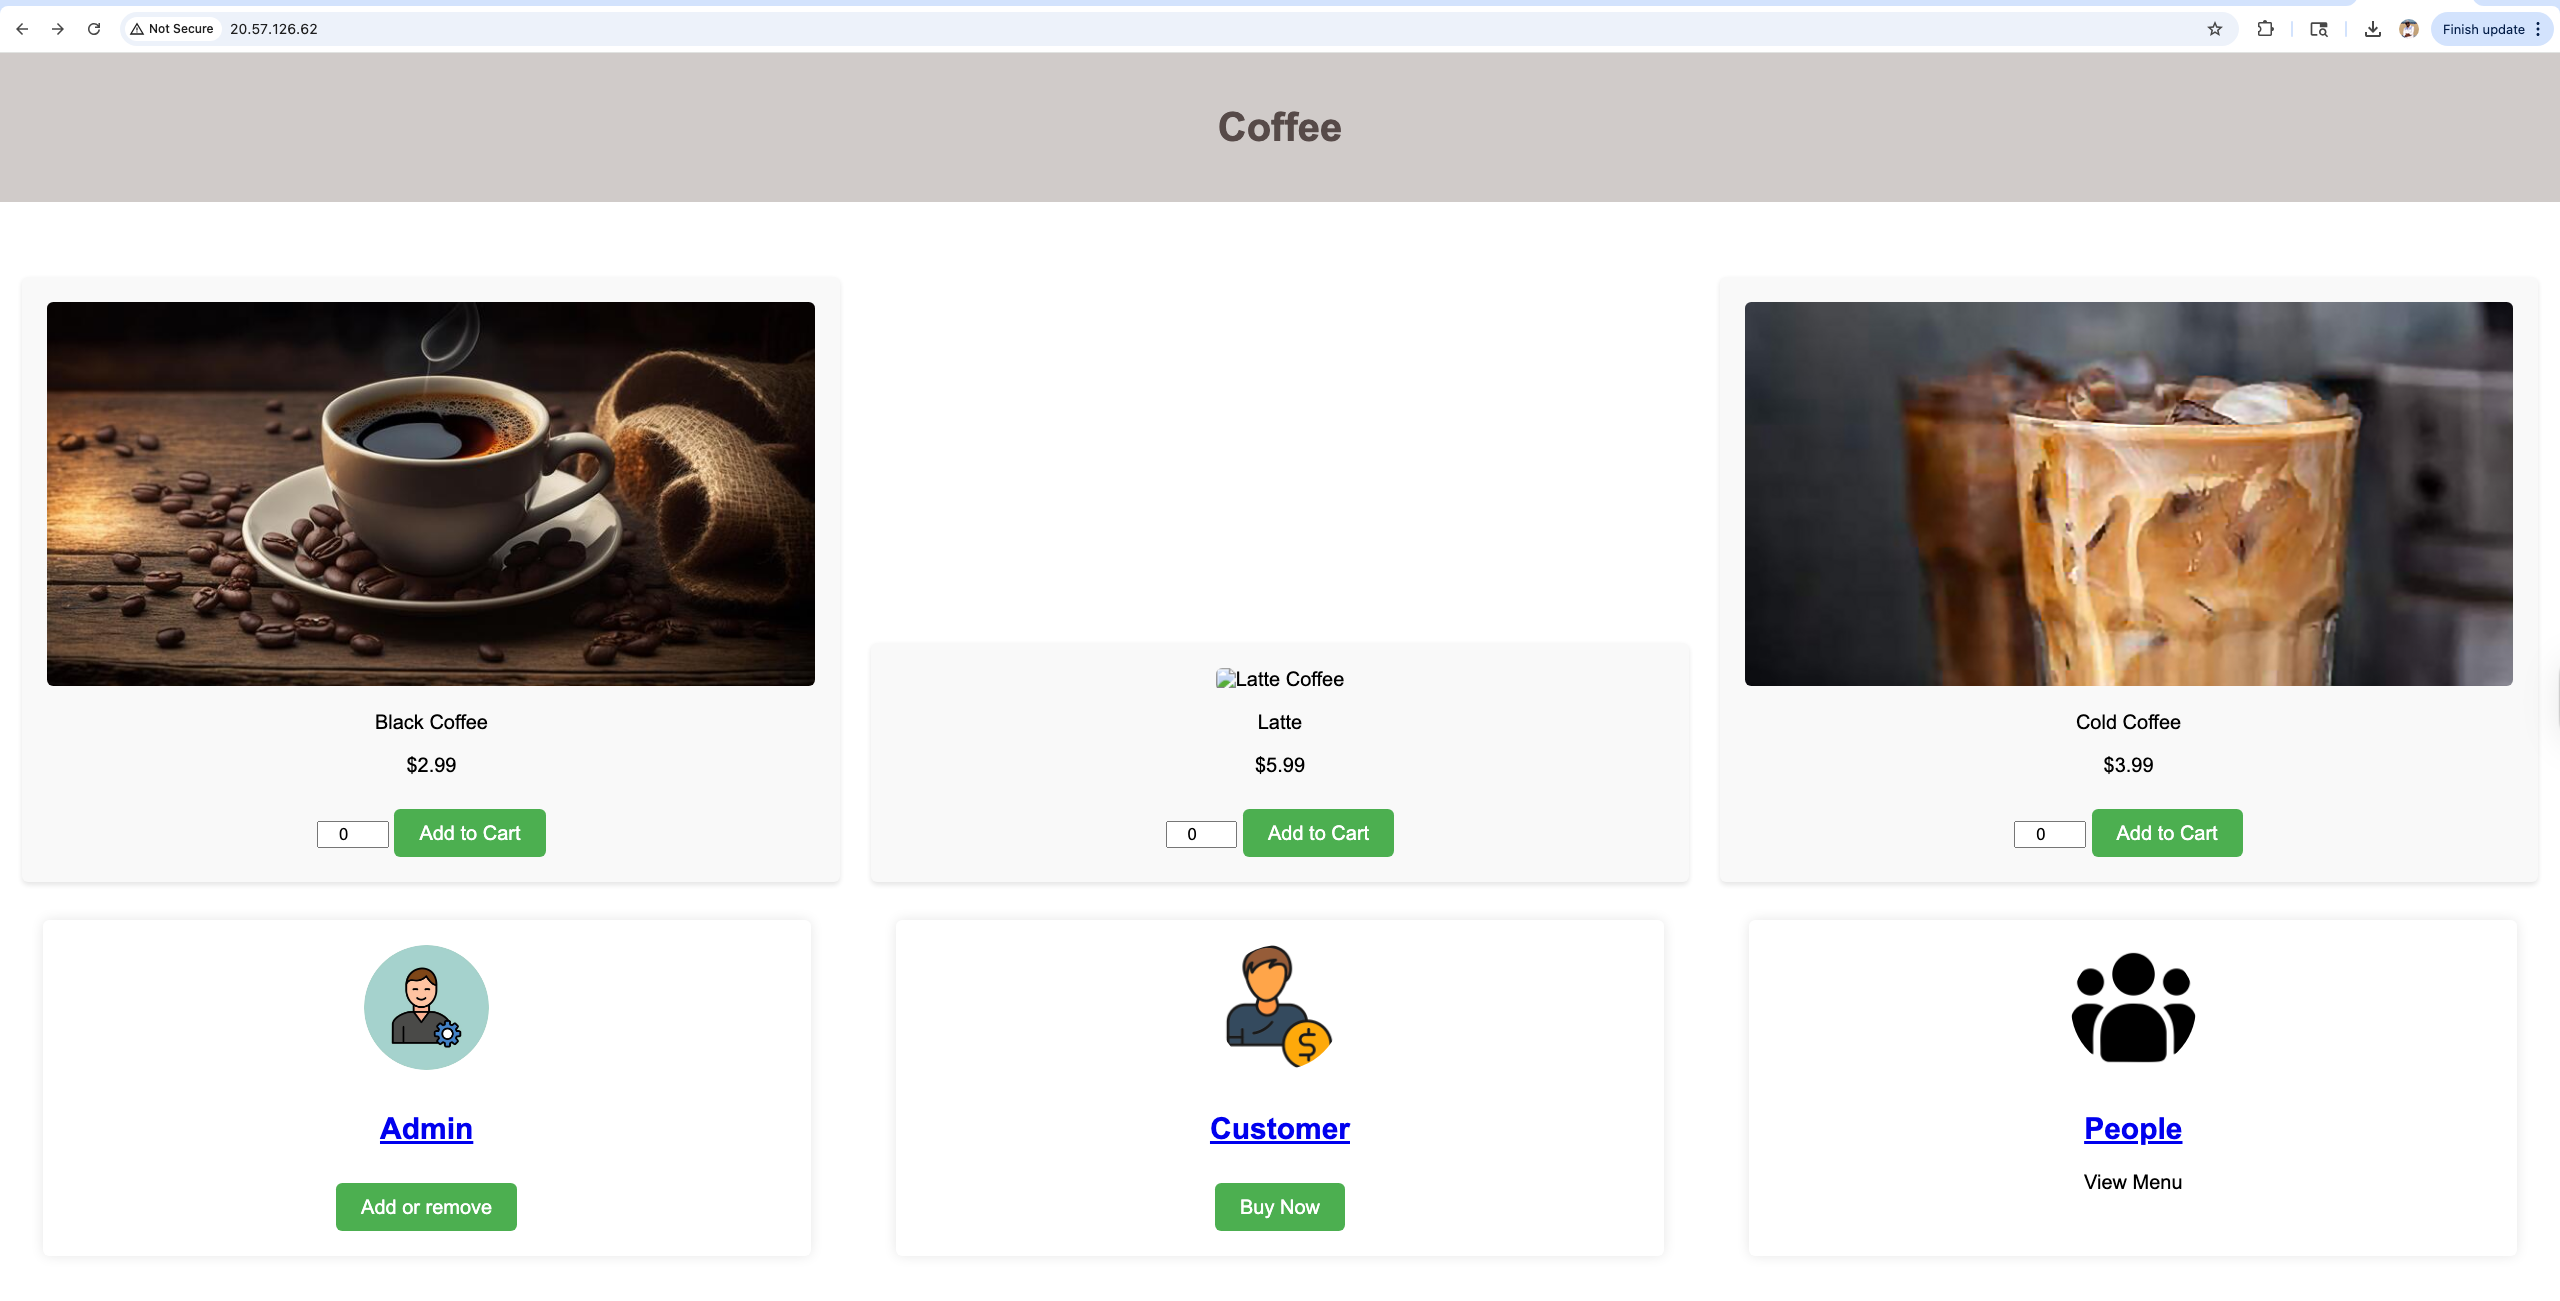 Not Secure 20.57.126.62 Finish update
Coffee
Latte Coffee
Black Coffee Latte Cold Coffee
$2.99 $5.99 $3.99
0 Add to Cart 0 Add to Cart 0 Add to Cart
$
Admin Customer People
View Menu
Add or remove Buy Now